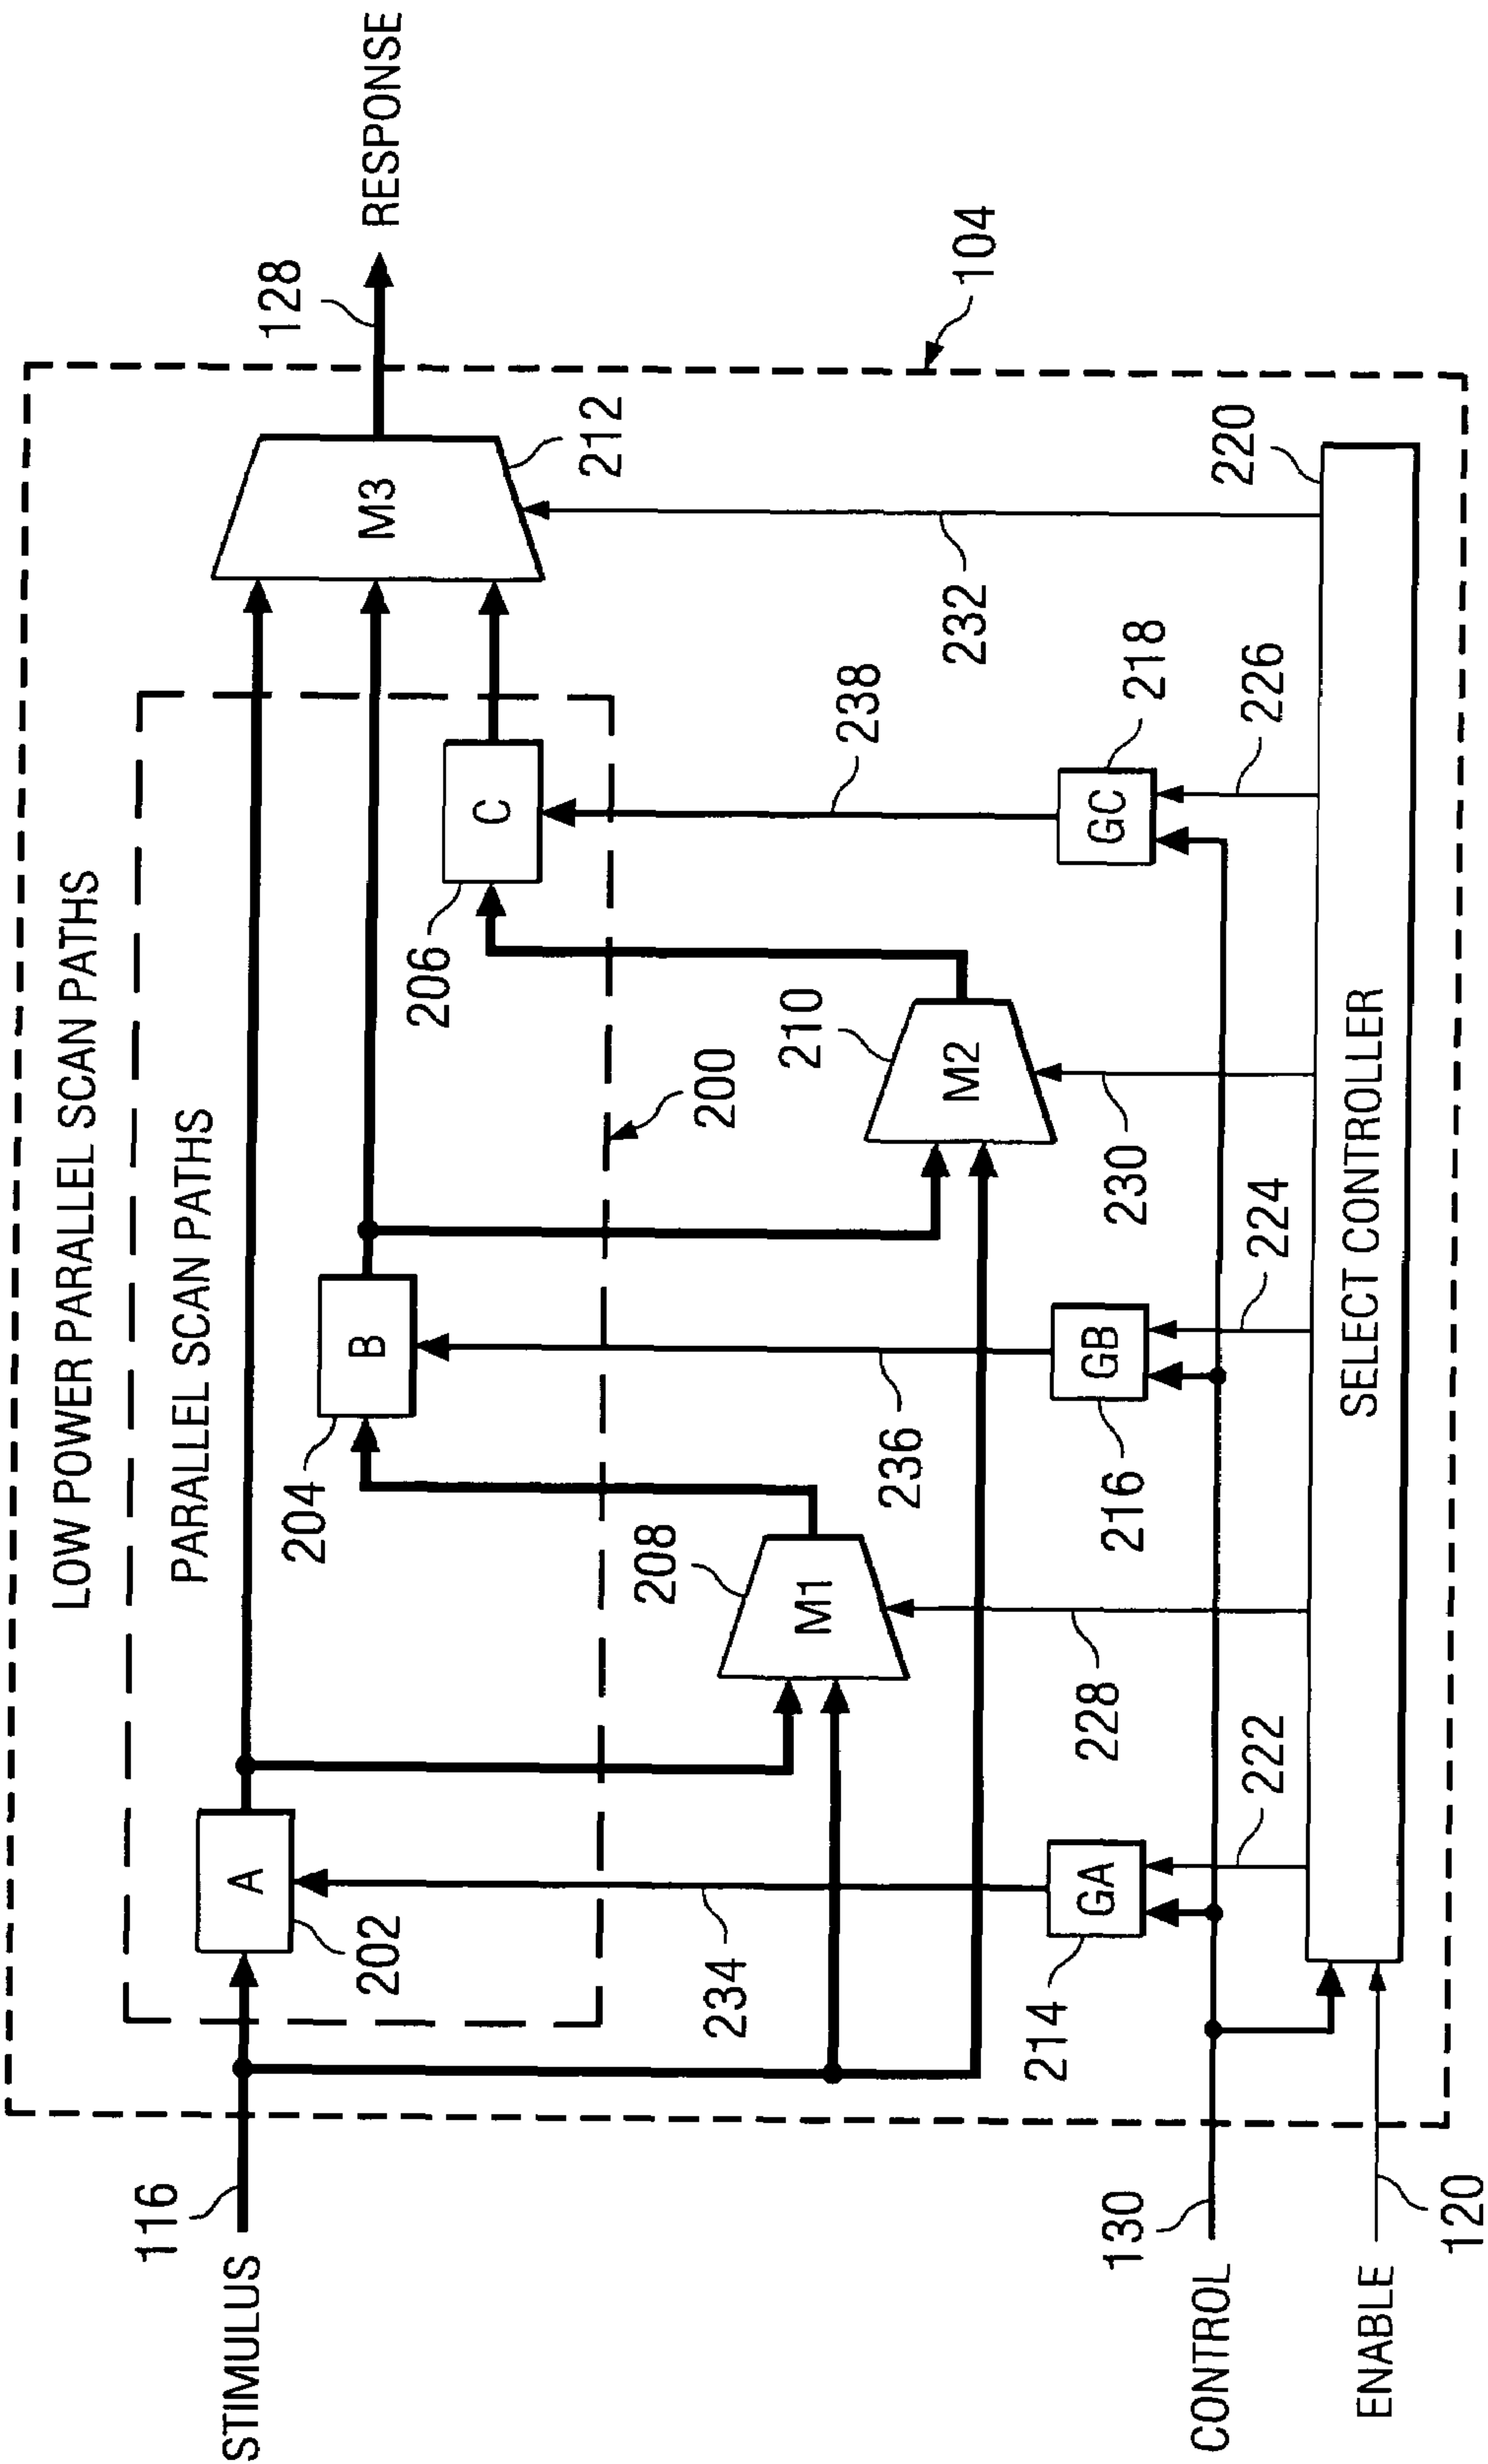 LOW POWER PARALLEL SCAN PATHS
PARALLEL SCAN PATHS
STIMULUS
116
A
202
204
B
206
C
M3
212
128
RESPONSE
104
208
M1
210
M2
200
234
236
238
232
214
GA
216
GB
GC
218
220
222
228
224
230
226
CONTROL
130
ENABLE
120
SELECT CONTROLLER